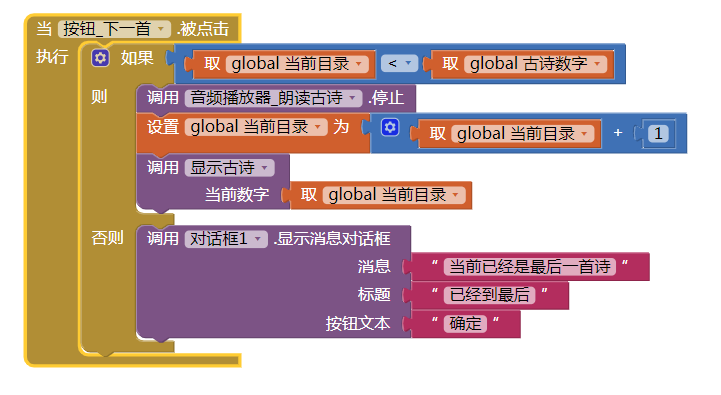 当 按钮_下一首 .被点击
执行 如果 取 global 当前目录 < 取 global 古诗数字
则 调用 音频播放器_朗读古诗 .停止
设置 global 当前目录 为 取 global 当前目录 + 1
调用 显示古诗
当前数字 取 global 当前目录
否则 调用 对话框1 .显示消息对话框
消息 “ 当前已经是最后一首诗 ”
标题 “ 已经到最后 ”
按钮文本 “ 确定 ”